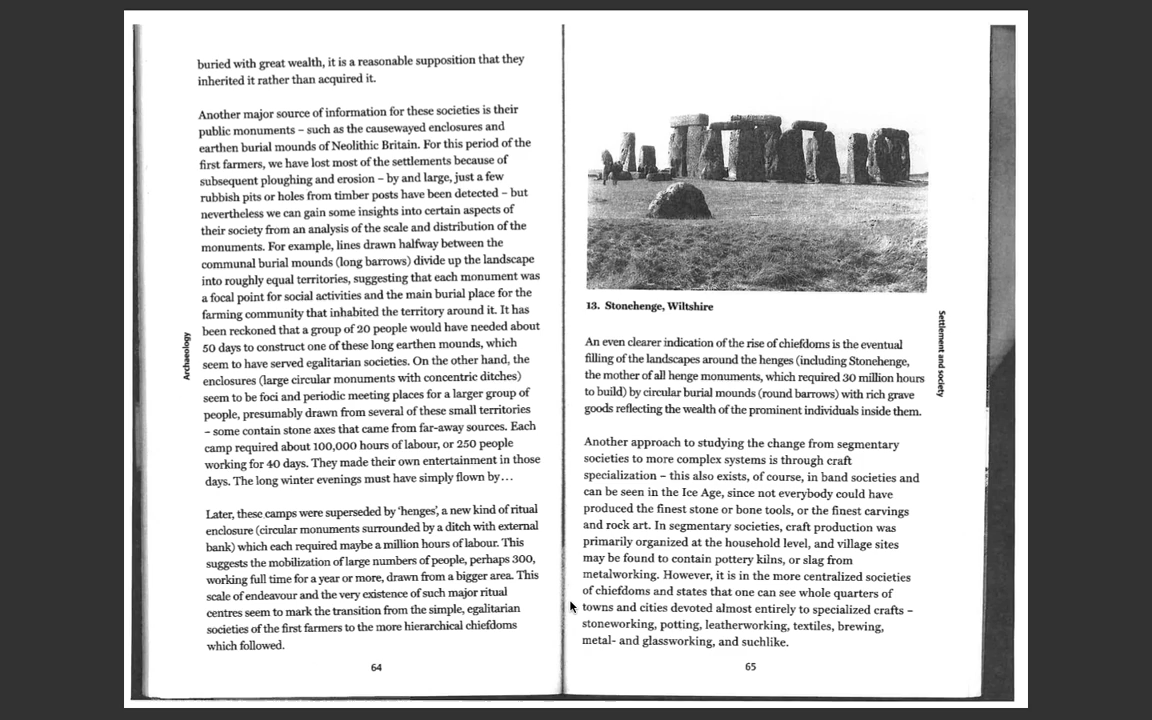 buried with great wealth, it is a reasonable supposition that they
inherited it rather than acquired it.
Another major source of information for these societies is their
public monuments – such as the causewayed enclosures and
earthen burial mounds of Neolithic Britain. For this period of the
first farmers, we have lost most of the settlements because of
subsequent ploughing and erosion – by and large, just a few
rubbish pits or holes from timber posts have been detected – but
nevertheless we can gain some insights into certain aspects of
their society from an analysis of the scale and distribution of the
monuments. For example, lines drawn halfway between the
communal burial mounds (long barrows) divide up the landscape
into roughly equal territories, suggesting that each monument was
a focal point for social activities and the main burial place for the
farming community that inhabited the territory around it. It has
been reckoned that a group of 20 people would have needed about
50 days to construct one of these long earthen mounds, which
seem to have served egalitarian societies. On the other hand, the
enclosures (large circular monuments with concentric ditches)
seem to be foci and periodic meeting places for a larger group of
people, presumably drawn from several of these small territories
– some contain stone axes that came from far-away sources. Each
camp required about 100,000 hours of labour, or 250 people
working for 40 days. They made their own entertainment in those
days. The long winter evenings must have simply flown by…
Later, these camps were superseded by ‘henges’, a new kind of ritual
enclosure (circular monuments surrounded by a ditch with external
bank) which each required maybe a million hours of labour. This
suggests the mobilization of large numbers of people, perhaps 300,
working full time for a year or more, drawn from a bigger area. This
scale of endeavour and the very existence of such major ritual
centres seem to mark the transition from the simple, egalitarian
societies of the first farmers to the more hierarchical chiefdoms
which followed.
Archaeology
64
13. Stonehenge, Wiltshire
An even clearer indication of the rise of chiefdoms is the eventual
filling of the landscapes around the henges (including Stonehenge,
the mother of all henge monuments, which required 30 million hours
to build) by circular burial mounds (round barrows) with rich grave
goods reflecting the wealth of the prominent individuals inside them.
Another approach to studying the change from segmentary
societies to more complex systems is through craft
specialization – this also exists, of course, in band societies and
can be seen in the Ice Age, since not everybody could have
produced the finest stone or bone tools, or the finest carvings
and rock art. In segmentary societies, craft production was
primarily organized at the household level, and village sites
may be found to contain pottery kilns, or slag from
metalworking. However, it is in the more centralized societies
of chiefdoms and states that one can see whole quarters of
towns and cities devoted almost entirely to specialized crafts –
stoneworking, potting, leatherworking, textiles, brewing,
metal- and glassworking, and suchlike.
Settlement and society
65